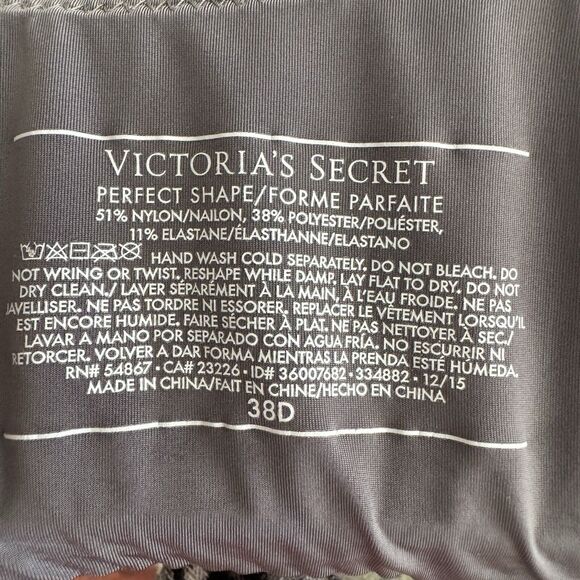 VICTORIA'S SECRET
PERFECT SHAPE/FORME PARFAITE
51% NYLON/NAILON, 38% POLYESTER/POLIÉSTER,
11% ELASTANE/ÉLASTHANNE/ELASTANO
HAND WASH COLD SEPARATELY. DO NOT BLEACH. DO
NOT WRING OR TWIST. RESHAPE WHILE DAMP. LAY FLAT TO DRY. DO NOT
DRY CLEAN./ LAVER SÉPARÉMENT À LA MAIN, À L'EAU FROIDE. NE PAS
JAVELLISER. NE PAS TORDRE NI ESSORER. REPLACER LE VÊTEMENT LORSQU'IL
EST ENCORE HUMIDE. FAIRE SÉCHER À PLAT. NE PAS NETTOYER À SEC./
LAVAR A MANO POR SEPARADO CON AGUA FRÍA. NO ESCURRIR NI
RETORCER. VOLVER A DAR FORMA MIENTRAS LA PRENDA ESTÉ HÚMEDA.
RN# 54867 • CA# 23226 • ID# 36007682 • 334882 • 12/15
MADE IN CHINA/FAIT EN CHINE/HECHO EN CHINA
38D